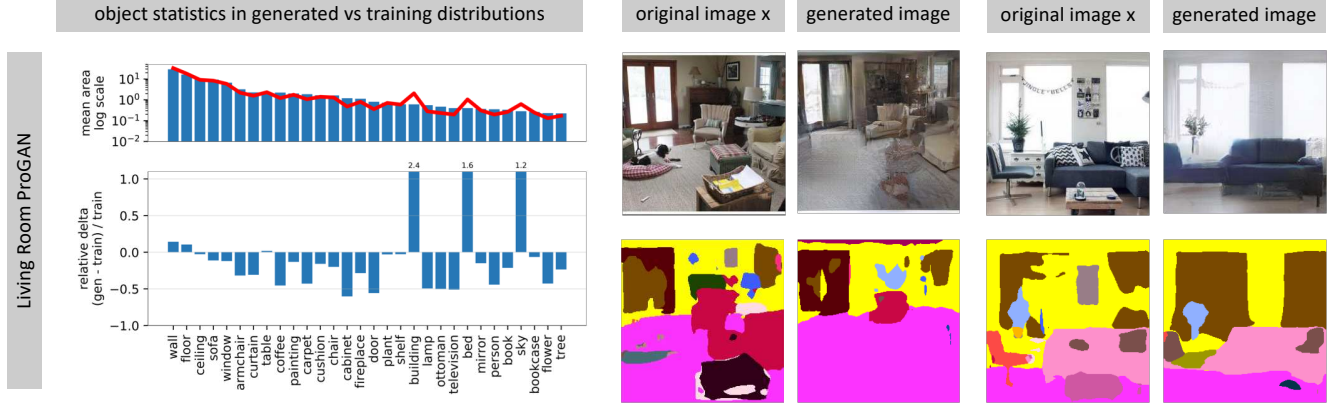 object statistics in generated vs training distributions
original image x
generated image
original image x
generated image
Living Room ProGAN
mean area
log scale
10¹
10⁰
10⁻¹
10⁻²
relative delta
(gen - train) / train
1.0
0.5
0.0
−0.5
−1.0
2.4
1.6
1.2
wall
floor
ceiling
sofa
window
armchair
curtain
table
coffee
painting
carpet
cushion
chair
cabinet
fireplace
door
plant
shelf
building
lamp
ottoman
television
bed
mirror
person
book
sky
bookcase
flower
tree